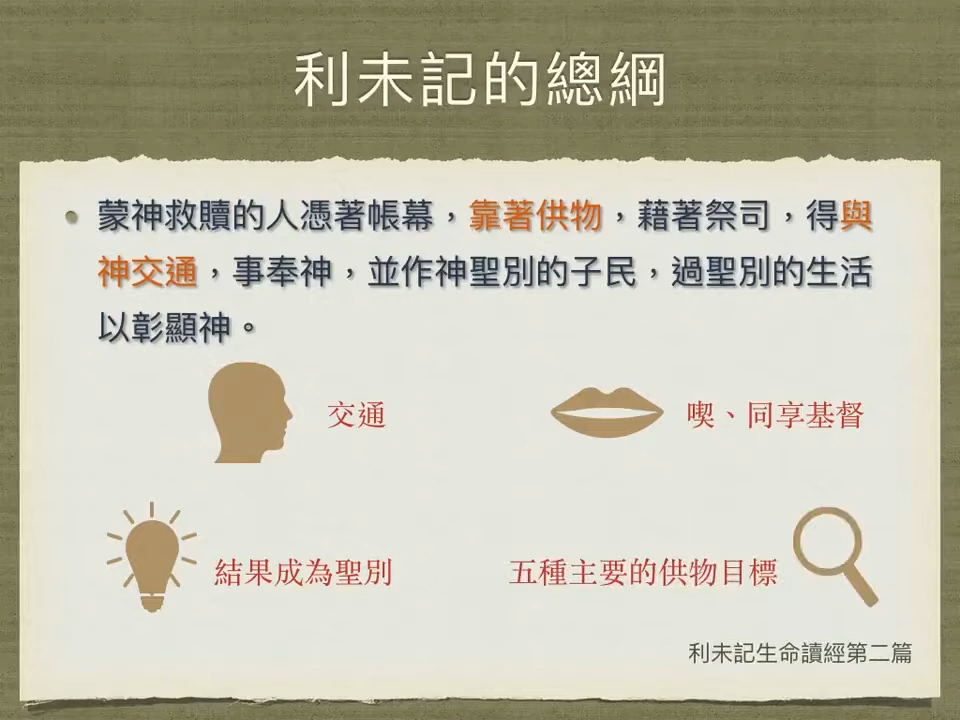 利未記的總綱
蒙神救贖的人憑著帳幕，靠著供物，藉著祭司，得與
神交通，事奉神，並作神聖別的子民，過聖別的生活
以彰顯神。
交通
喫、同享基督
結果成為聖別
五種主要的供物目標
利未記生命讀經第二篇